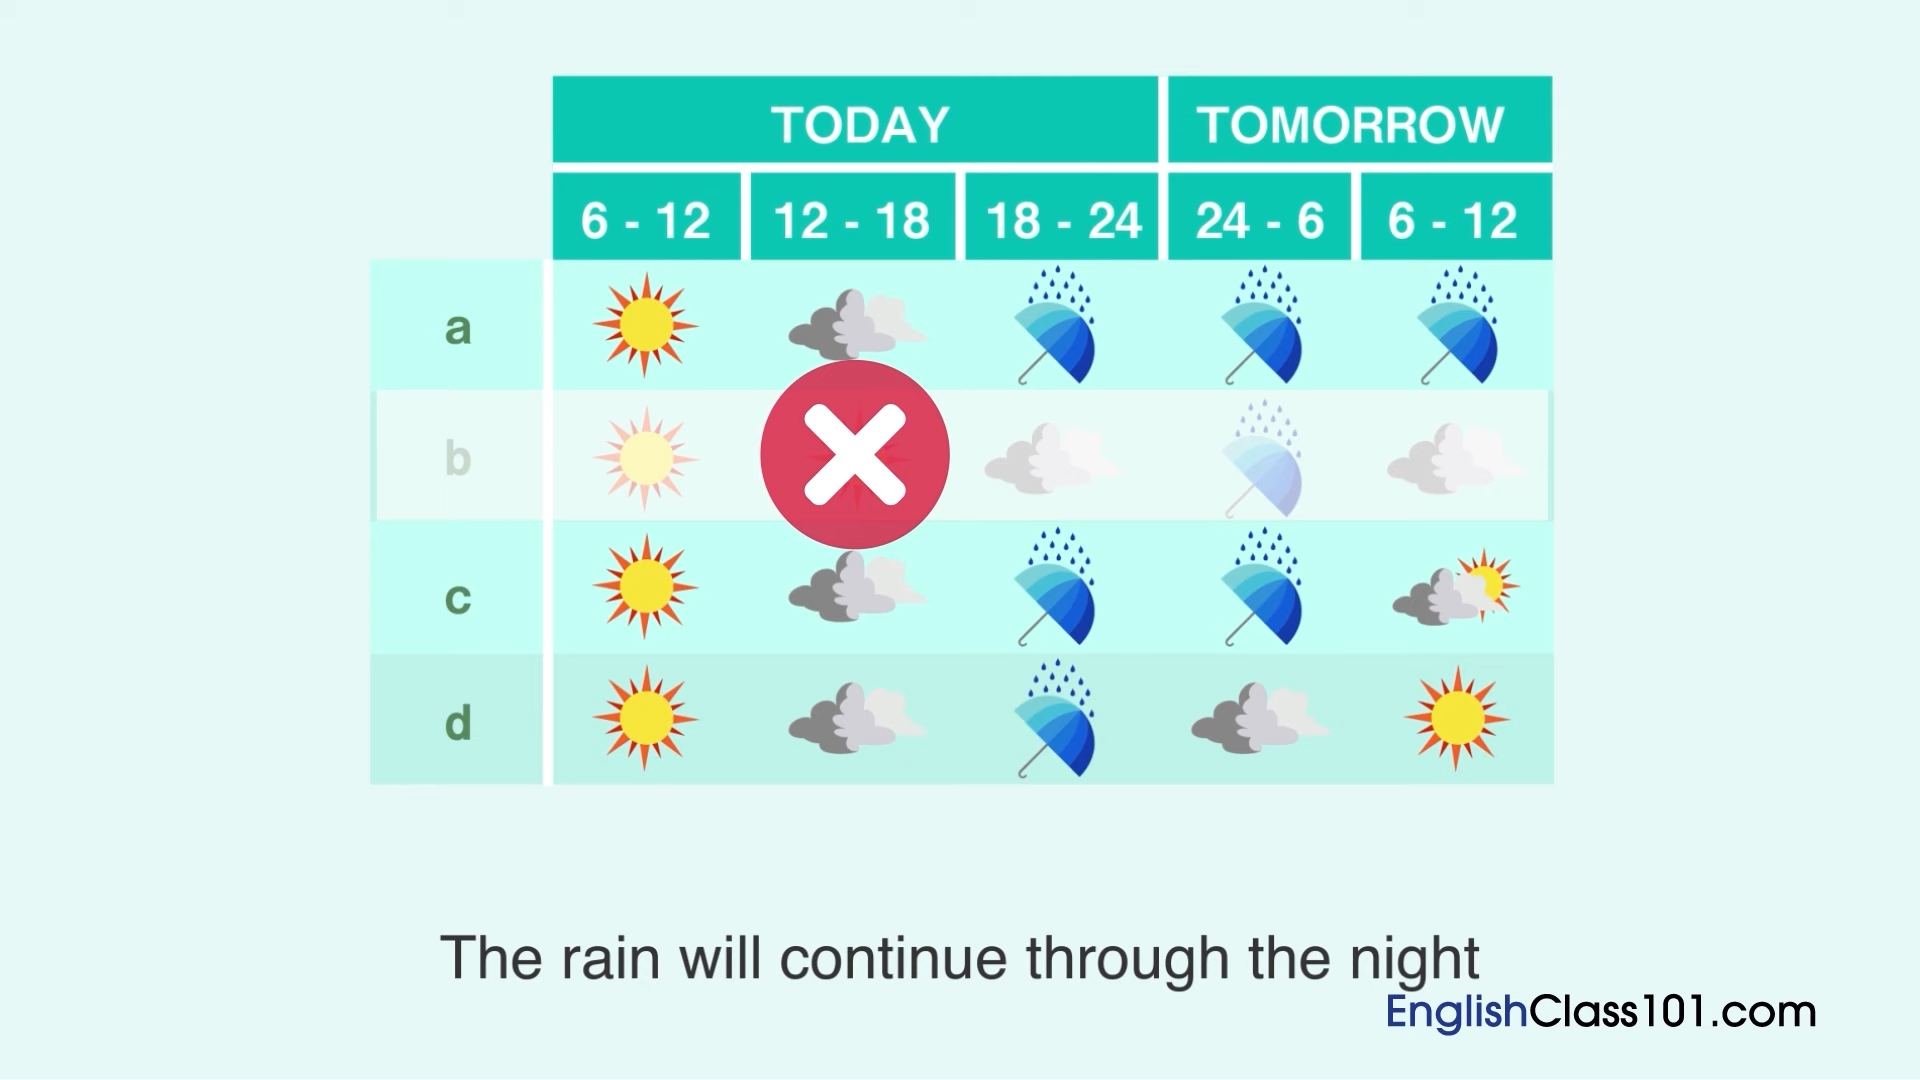 TODAY TOMORROW
6 - 12 12 - 18 18 - 24 24 - 6 6 - 12
a
b
c
d
The rain will continue through the night
EnglishClass101.com